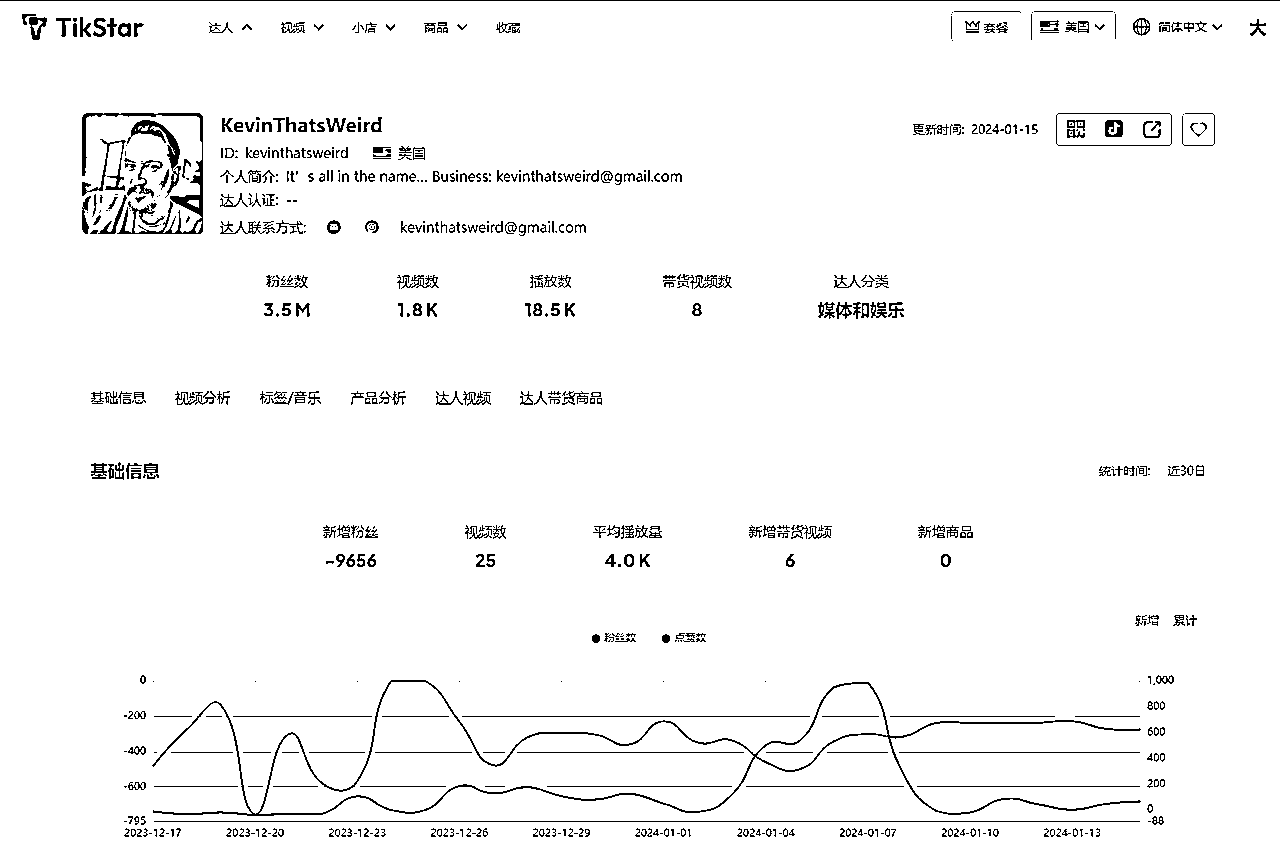 TikStar 达人 视频 小店 商品 收藏 套餐 美国 简体中文 大
KevinThatsWeird
更新时间: 2024-01-15
ID: kevinthatsweird 美国
个人简介: It's all in the name... Business: kevinthatsweird@gmail.com
达人认证: --
达人联系方式: kevinthatsweird@gmail.com
粉丝数 视频数 播放数 带货视频数 达人分类
3.5M 1.8K 18.5K 8 媒体和娱乐
基础信息 视频分析 标签/音乐 产品分析 达人视频 达人带货商品
基础信息 统计时间: 近30日
新增粉丝 视频数 平均播放量 新增带货视频 新增商品
-9656 25 4.0K 6 0
新增 累计
粉丝数 点赞数
0 1,000
800
-200
600
-400 400
-600 200
0
-795 -88
2023-12-17 2023-12-20 2023-12-23 2023-12-26 2023-12-29 2024-01-01 2024-01-04 2024-01-07 2024-01-10 2024-01-13